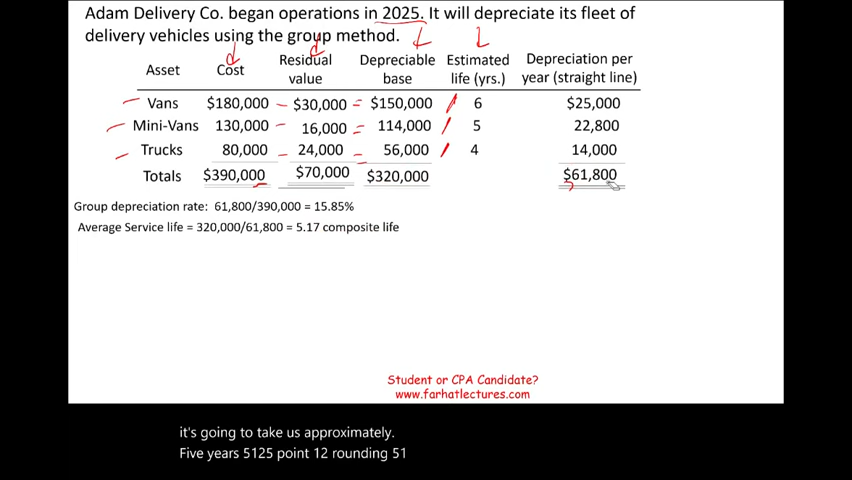 Adam Delivery Co. began operations in 2025. It will depreciate its fleet of
delivery vehicles using the group method.
Asset Cost Residual value Depreciable base Estimated life (yrs.) Depreciation per year (straight line)
Vans $180,000 - $30,000 = $150,000 / 6 $25,000
Mini-Vans 130,000 - 16,000 = 114,000 / 5 22,800
Trucks 80,000 - 24,000 = 56,000 / 4 14,000
Totals $390,000 $70,000 $320,000 $61,800
Group depreciation rate: 61,800/390,000 = 15.85%
Average Service life = 320,000/61,800 = 5.17 composite life
Student or CPA Candidate?
www.farhatlectures.com
it's going to take us approximately.
Five years 5125 point 12 rounding 51